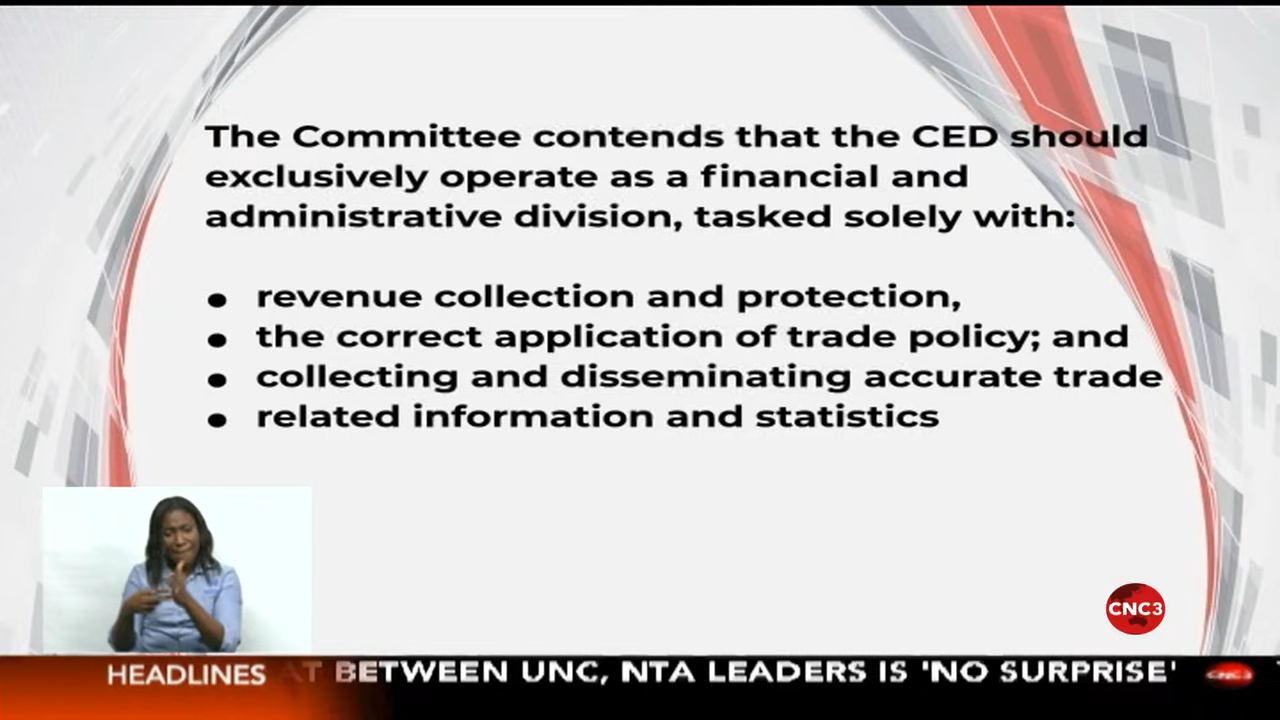 The Committee contends that the CED should
exclusively operate as a financial and
administrative division, tasked solely with:
• revenue collection and protection,
• the correct application of trade policy; and
• collecting and disseminating accurate trade
• related information and statistics
CNC3
HEADLINES
AT BETWEEN UNC, NTA LEADERS IS 'NO SURPRISE'
CNC3